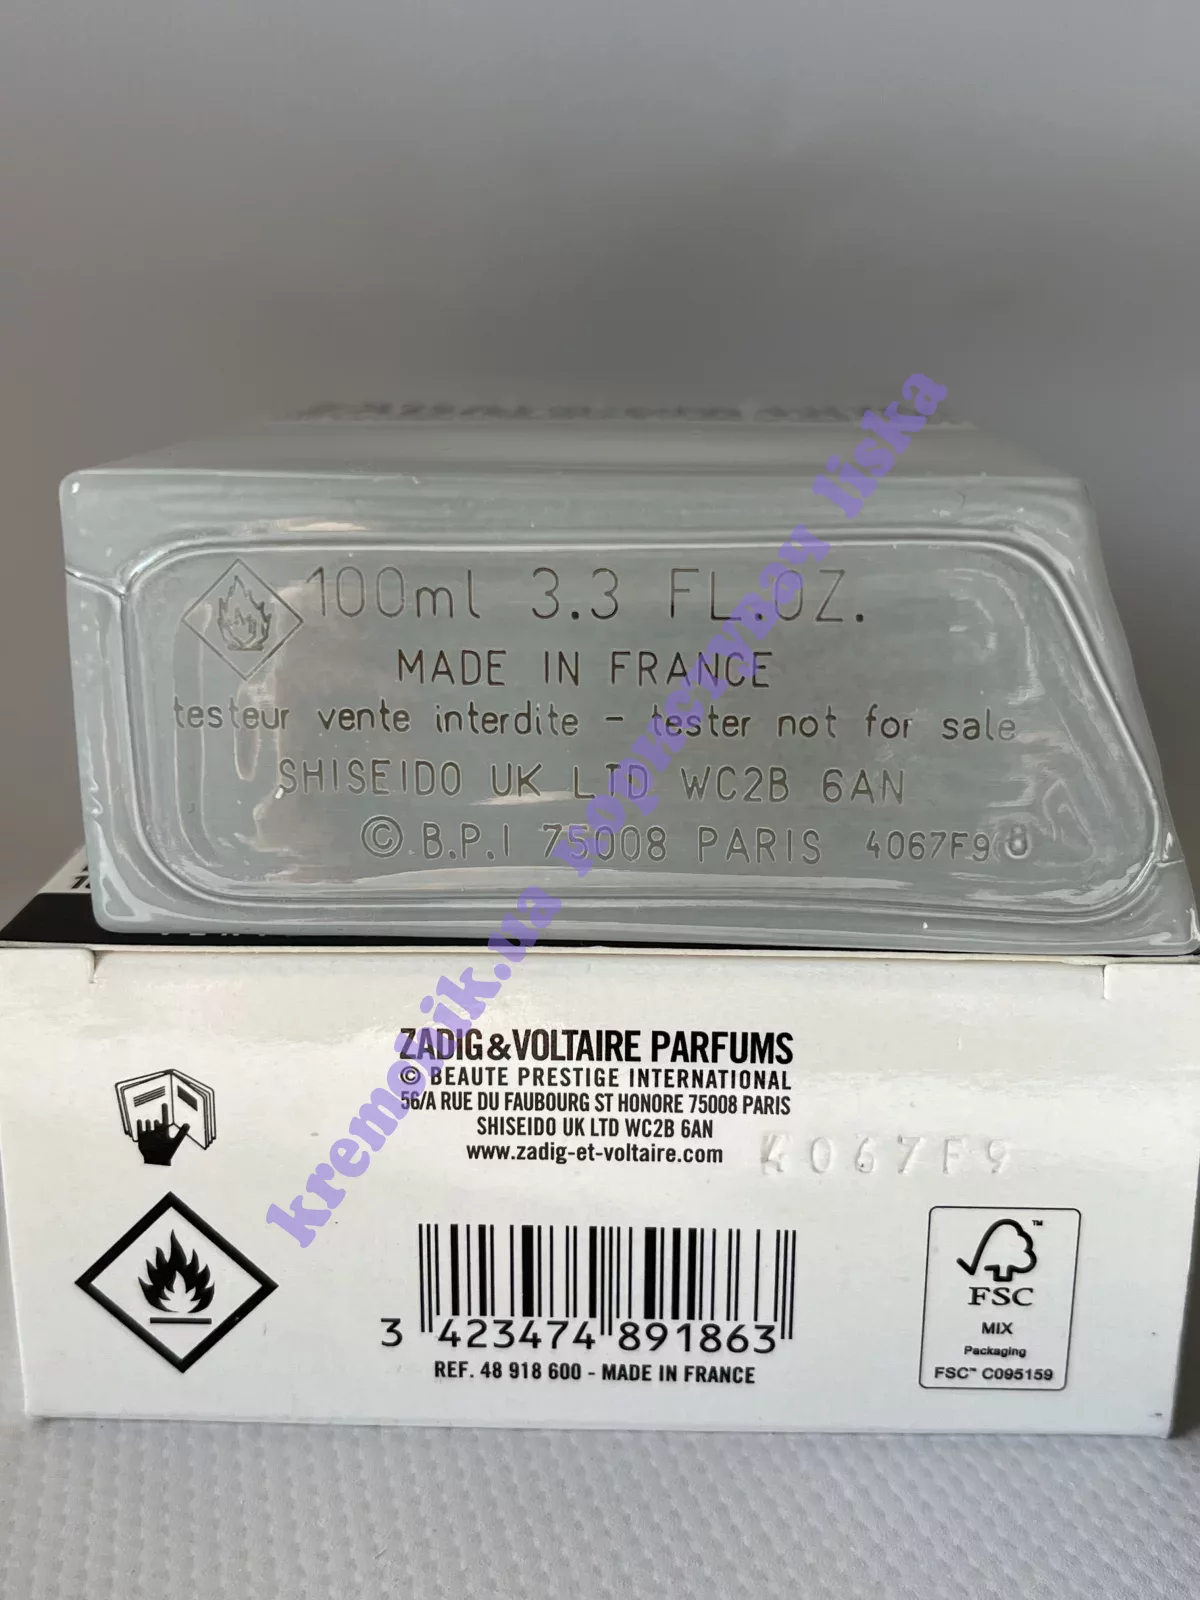 100ml 3.3 FL.OZ.
MADE IN FRANCE
testeur vente interdite - tester not for sale
SHISEIDO UK LTD WC2B 6AN
© B.P.I 75008 PARIS 4067F9
ZADIG&VOLTAIRE PARFUMS
© BEAUTE PRESTIGE INTERNATIONAL
56/A RUE DU FAUBOURG ST HONORE 75008 PARIS
SHISEIDO UK LTD WC2B 6AN
www.zadig-et-voltaire.com
4067F9
3 423474 891863
REF. 48 918 600 - MADE IN FRANCE
FSC™
MIX
Packaging
FSC™ C095159
kremobik.ua користувач liska